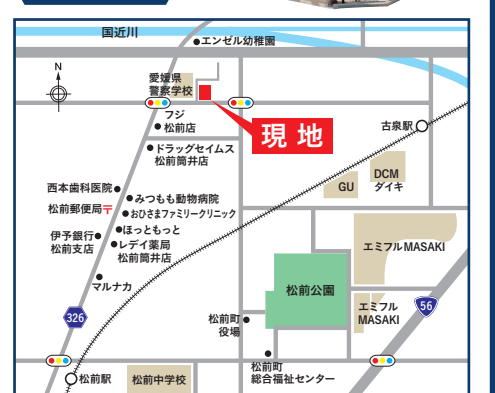 国近川
エンゼル幼稚園
N
愛媛県
警察学校
フジ
松前店
現地
古泉駅
ドラッグセイムス
松前筒井店
DCM
ダイキ
GU
西本歯科医院
みつもも動物病院
松前郵便局〒
おひさまファミリークリニック
ほっともっと
伊予銀行
松前支店
レデイ薬局
松前筒井店
エミフルMASAKI
マルナカ
松前公園
エミフル
MASAKI
56
326
松前町
役場
松前町
総合福祉センター
松前駅
松前中学校